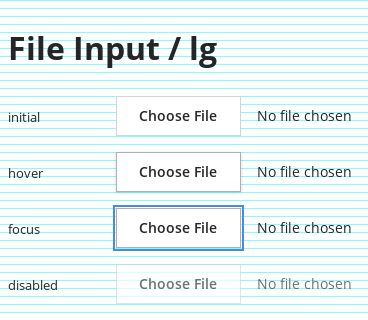 File Input / lg
initial Choose File No file chosen
hover Choose File No file chosen
focus Choose File No file chosen
disabled Choose File No file chosen